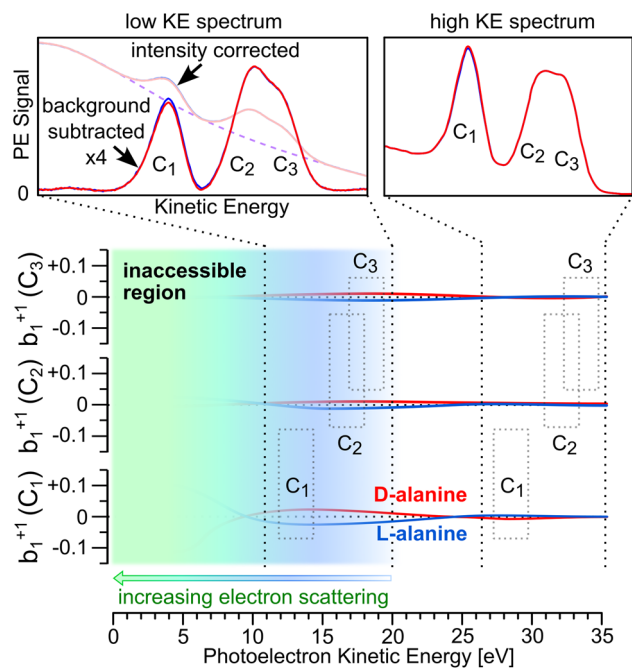 low KE spectrum
high KE spectrum
intensity corrected
background
subtracted
x4
C1
C2
C3
C1
C2
C3
PE Signal
0
Kinetic Energy
inaccessible
region
C3
C3
+0.1
0
-0.1
b1+1 (C3)
+0.1
0
-0.1
b1+1 (C2)
C2
C2
C1
C1
+0.1
0
-0.1
b1+1 (C1)
D-alanine
L-alanine
increasing electron scattering
0 5 10 15 20 25 30 35
Photoelectron Kinetic Energy [eV]